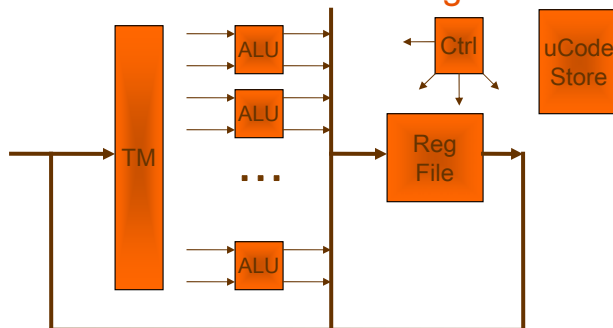 ALU
Ctrl
uCode
Store
ALU
TM
...
Reg
File
ALU